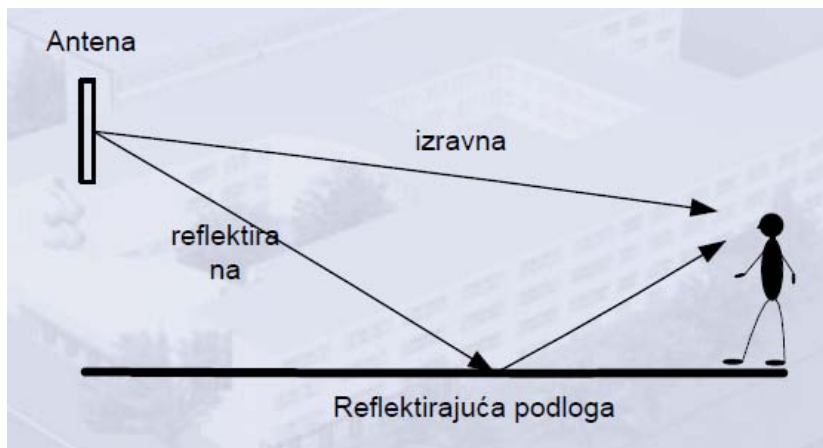 Antena
izravna
reflektira
na
Reflektirajuća podloga